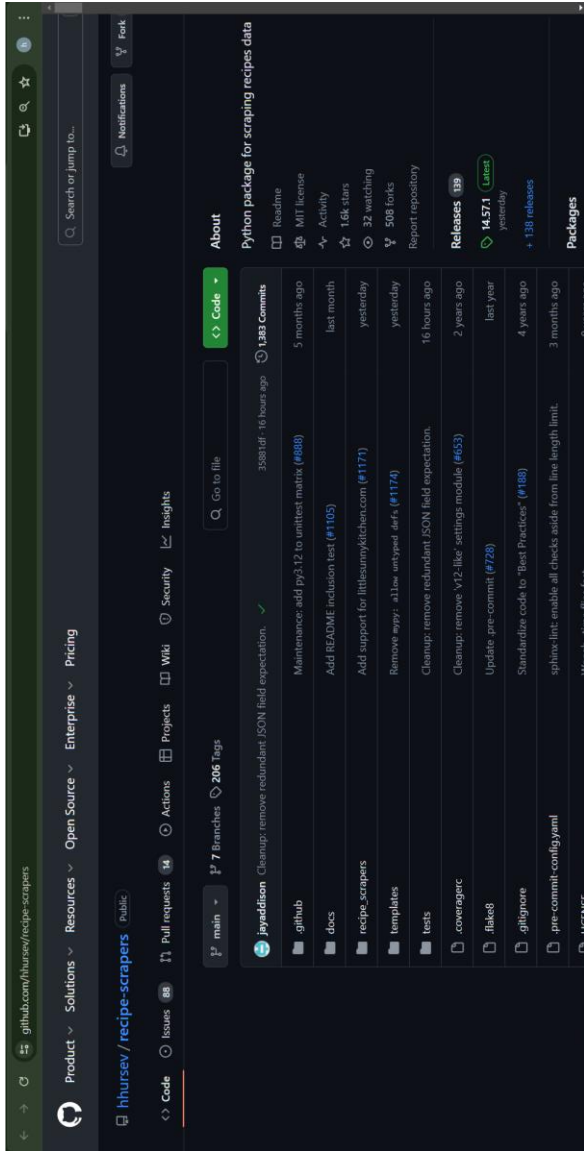 github.com/hhursev/recipe-scrapers
h
Product Solutions Resources Open Source Enterprise Pricing
Search or jump to...
hhursev / recipe-scrapers Public
Notifications
Fork
Code Issues 88 Pull requests 14 Actions Projects Wiki Security Insights
main 7 Branches 206 Tags
Go to file
Code
About
jayaddison Cleanup: remove redundant JSON field expectation. 35881df · 16 hours ago 1,383 Commits
.github Maintenance: add py3.12 to unittest matrix (#888) 5 months ago
docs Add README inclusion test (#1105) last month
recipe_scrapers Add support for littlesunnykitchen.com (#1171) yesterday
templates Remove mypy: allow untyped defs (#1174) yesterday
tests Cleanup: remove redundant JSON field expectation. 16 hours ago
.coveragerc Cleanup: remove 'v12-like' settings module (#653) 2 years ago
.flake8 Update .pre-commit (#728) last year
.gitignore Standardize code to "Best Practices" (#188) 4 years ago
.pre-commit-config.yaml sphinx-lint: enable all checks aside from line length limit. 3 months ago
LICENSE
Python package for scraping recipes data
Readme
MIT license
Activity
1.6k stars
32 watching
508 forks
Report repository
Releases 139
14.57.1 Latest
yesterday
+ 138 releases
Packages